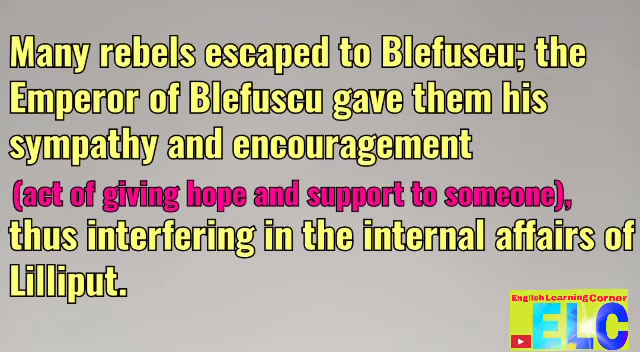 Many rebels escaped to Blefuscu; the
Emperor of Blefuscu gave them his
sympathy and encouragement
(act of giving hope and support to someone),
thus interfering in the internal affairs of
Lilliput.
English Learning Corner
ELC